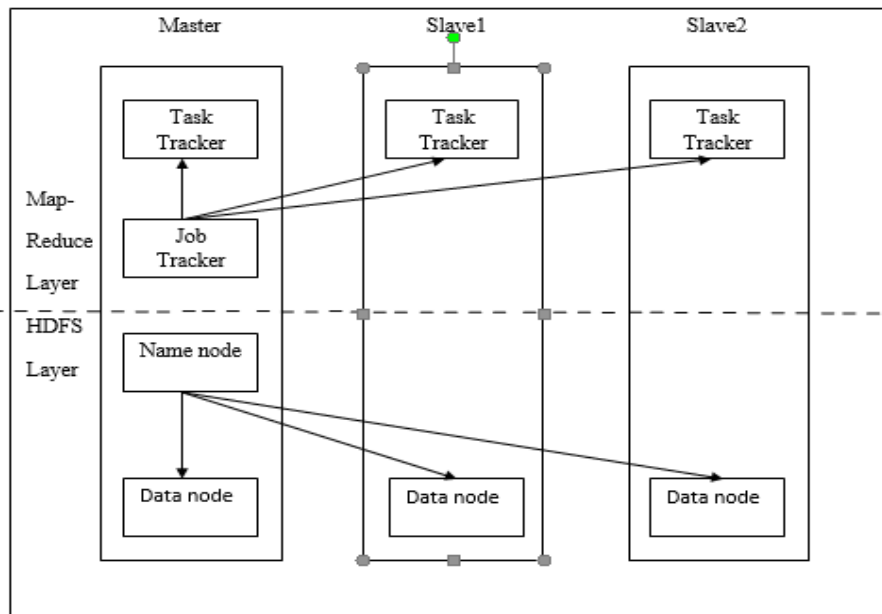 Master
Slave1
Slave2
Task
Tracker
Task
Tracker
Task
Tracker
Map-
Reduce
Layer
Job
Tracker
HDFS
Layer
Name node
Data node
Data node
Data node